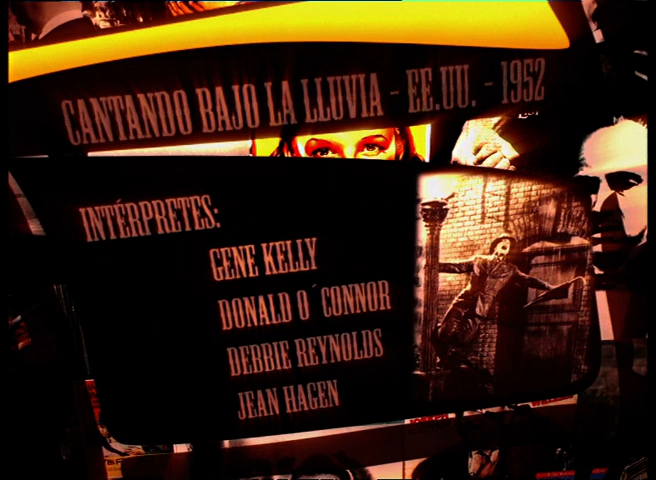 CANTANDO BAJO LA LLUVIA - EE.UU. - 1952
INTÉRPRETES:
GENE KELLY
DONALD O´CONNOR
DEBBIE REYNOLDS
JEAN HAGEN